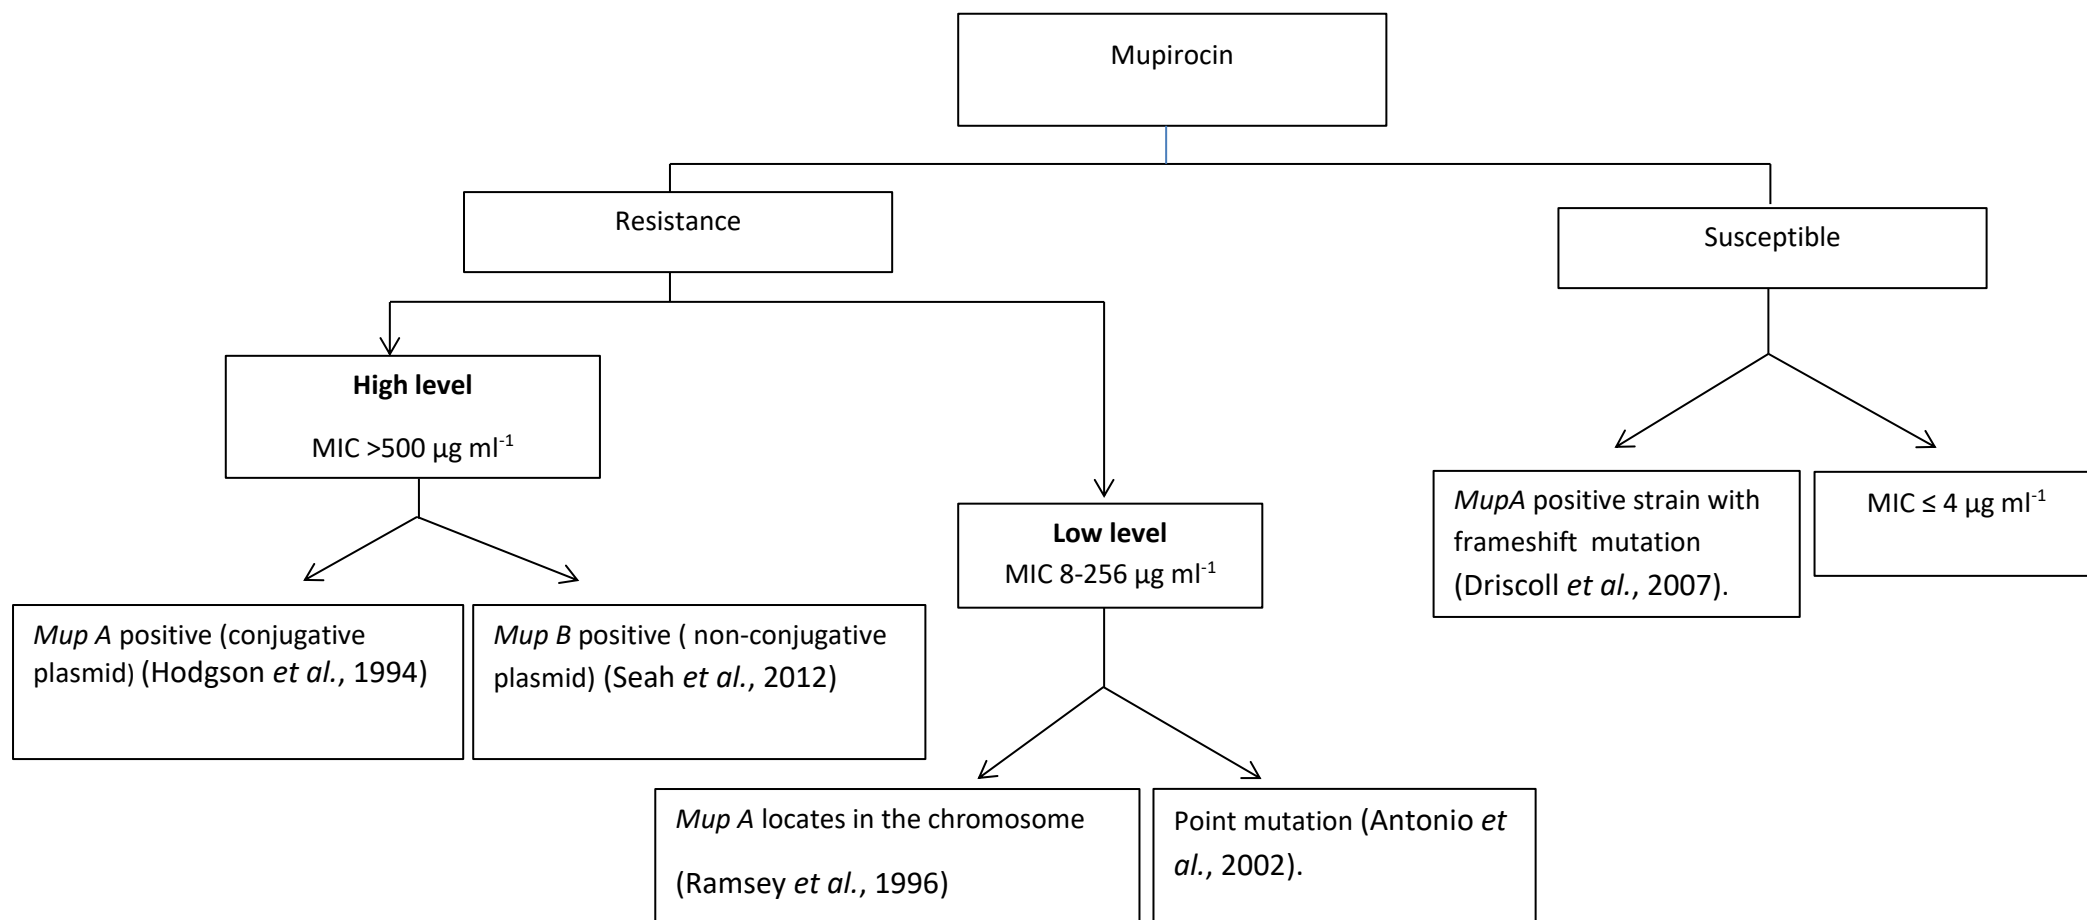 Mupirocin
Resistance
Susceptible
High level
MIC >500 µg ml-1
Low level
MIC 8-256 µg ml-1
MupA positive strain with
frameshift  mutation
(Driscoll et al., 2007).
MIC ≤ 4 µg ml-1
Mup A positive (conjugative
plasmid) (Hodgson et al., 1994)
Mup B positive ( non-conjugative
plasmid) (Seah et al., 2012)
Mup A locates in the chromosome
(Ramsey et al., 1996)
Point mutation (Antonio et
al., 2002).